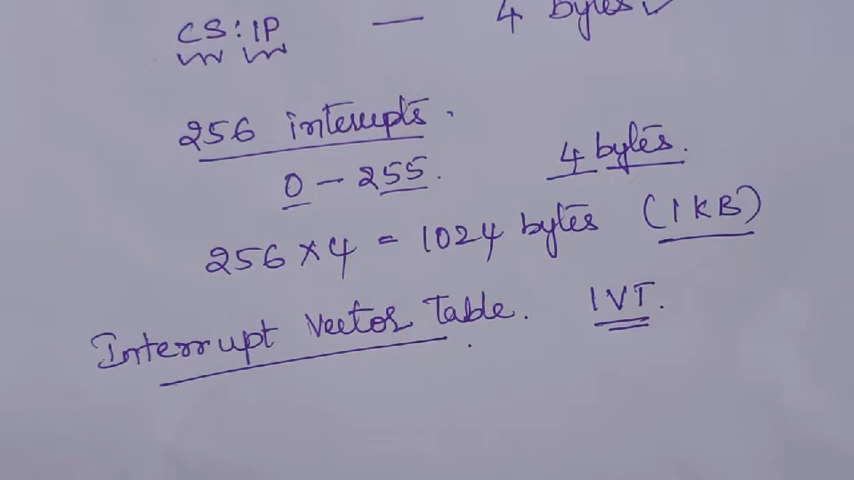 CS:IP — 4 bytes.
256 interrupts.
0 - 255. 4 bytes.
256 × 4 = 1024 bytes (1 kB)
Interrupt Vector Table. IVT.